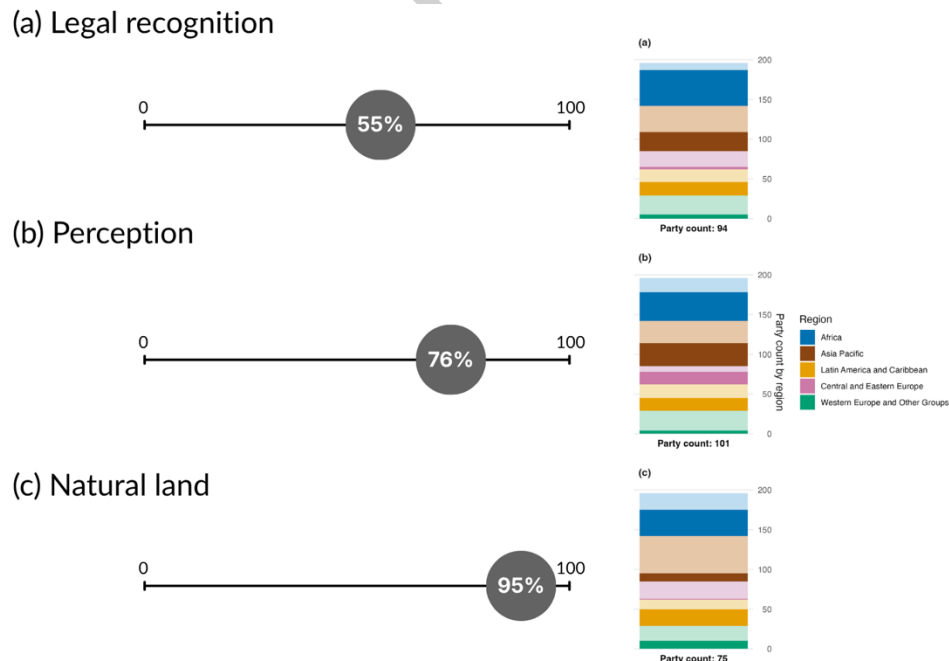 (a) Legal recognition
0
100
55%
(a)
200
150
100
50
0
Party count: 94
(b) Perception
0
100
76%
(b)
200
150
100
50
0
Party count by region
Party count: 101
Region
Africa
Asia Pacific
Latin America and Caribbean
Central and Eastern Europe
Western Europe and Other Groups
(c) Natural land
0
100
95%
(c)
200
150
100
50
0
Party count: 75